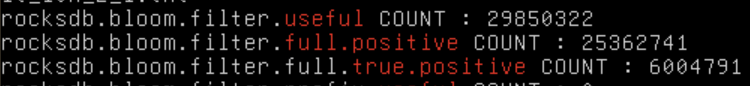 rocksdb.bloom.filter.useful COUNT : 29850322
rocksdb.bloom.filter.full.positive COUNT : 25362741
rocksdb.bloom.filter.full.true.positive COUNT : 6004791